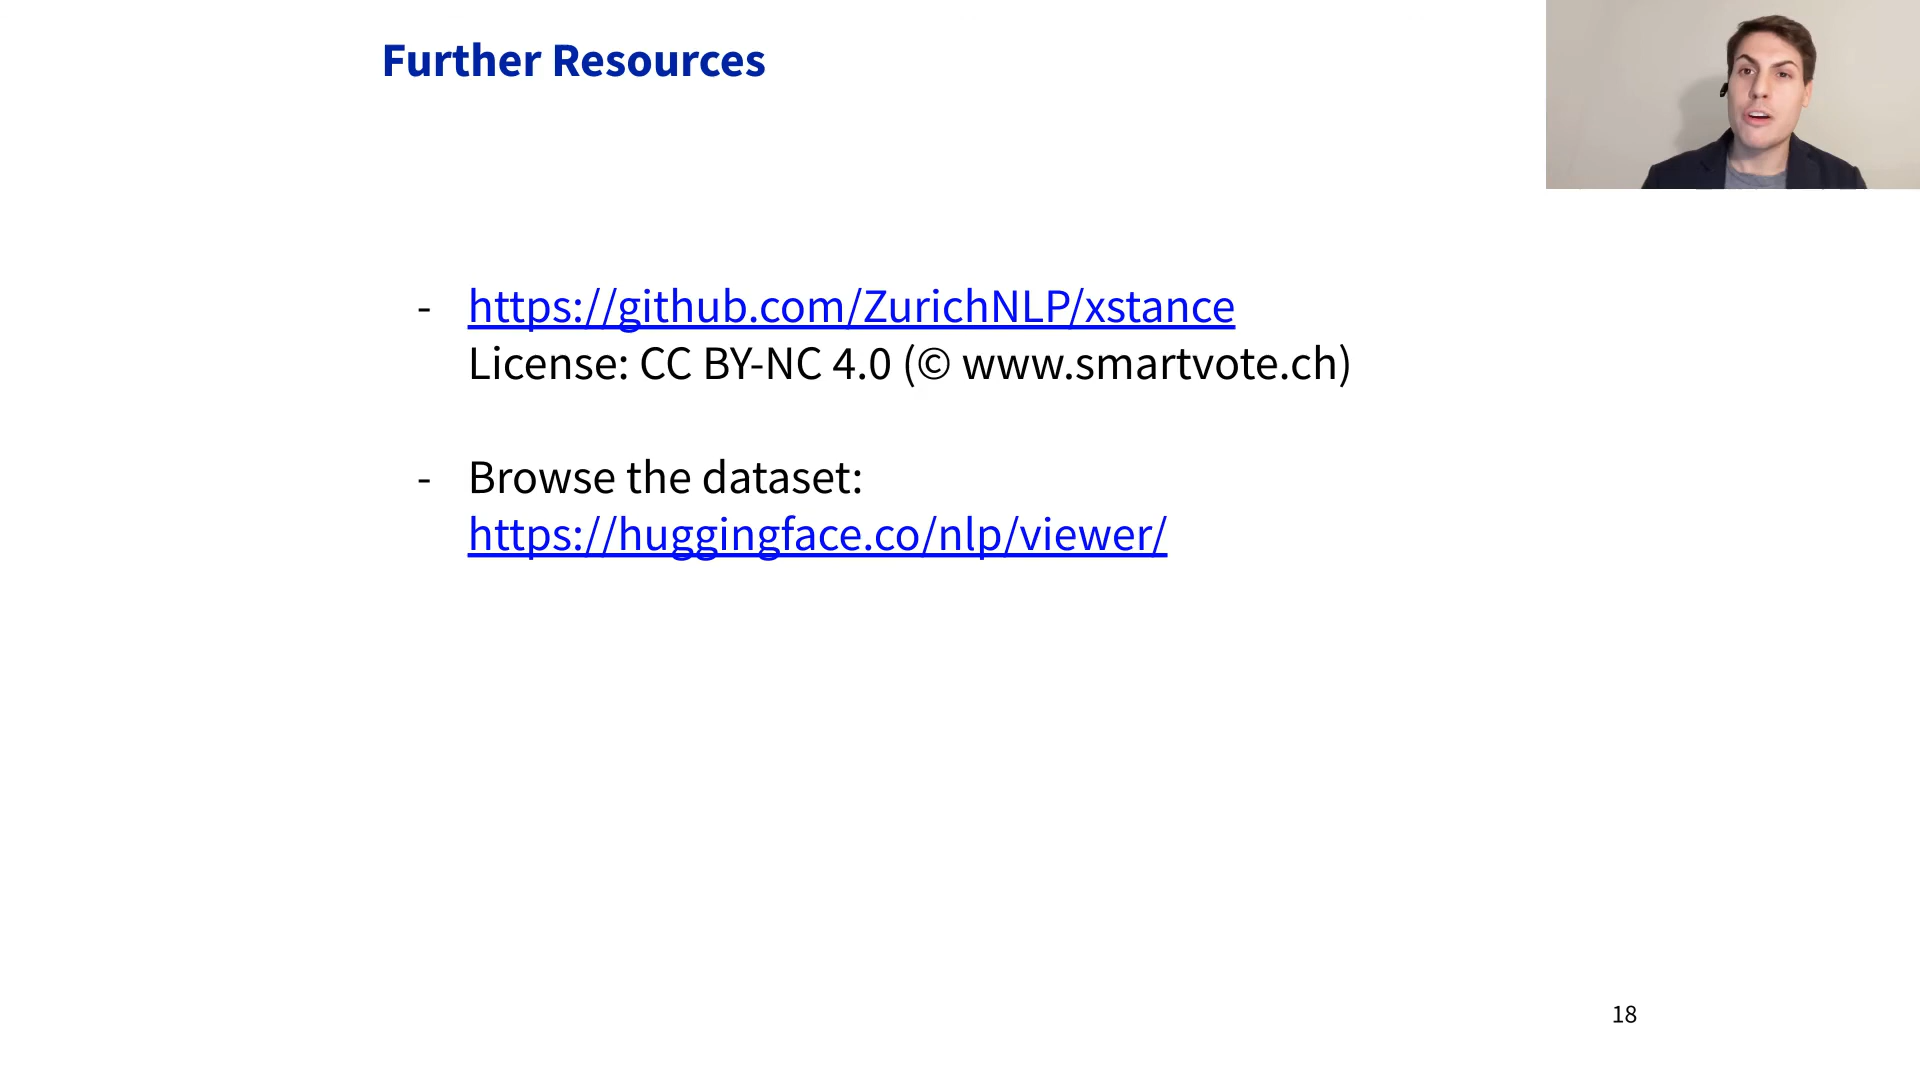 Further Resources
- https://github.com/ZurichNLP/xstance
License: CC BY-NC 4.0 (© www.smartvote.ch)
- Browse the dataset:
https://huggingface.co/nlp/viewer/
18